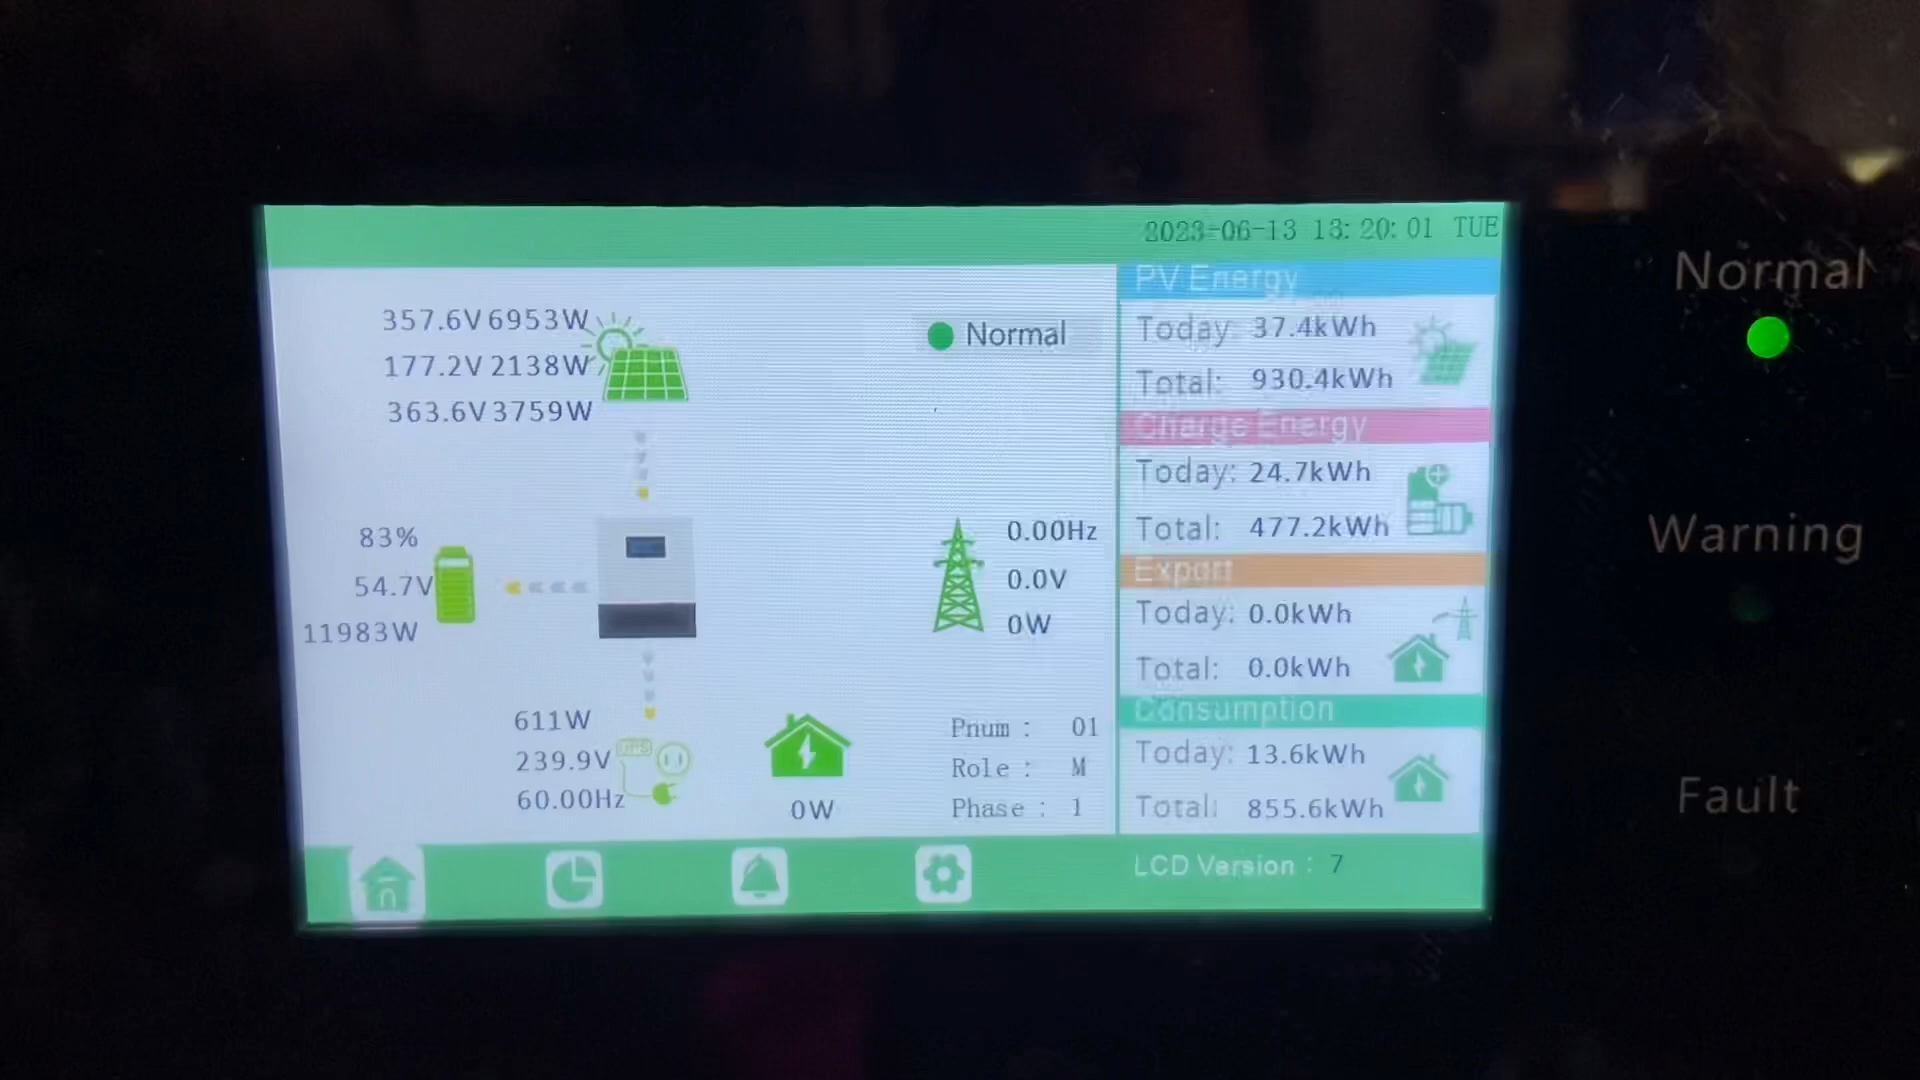 2023-06-13 13:20:01 TUE
357.6V 6953W
177.2V 2138W
363.6V 3759W
Normal
83%
54.7V
11983W
0.00Hz
0.0V
0W
611W
239.9V
60.00Hz
UPS
0W
Pnum : 01
Role : M
Phase : 1
PV Energy
Today: 37.4kWh
Total: 930.4kWh
Charge Energy
Today: 24.7kWh
Total: 477.2kWh
Export
Today: 0.0kWh
Total: 0.0kWh
Consumption
Today: 13.6kWh
Total: 855.6kWh
LCD Version : 7
Normal
Warning
Fault